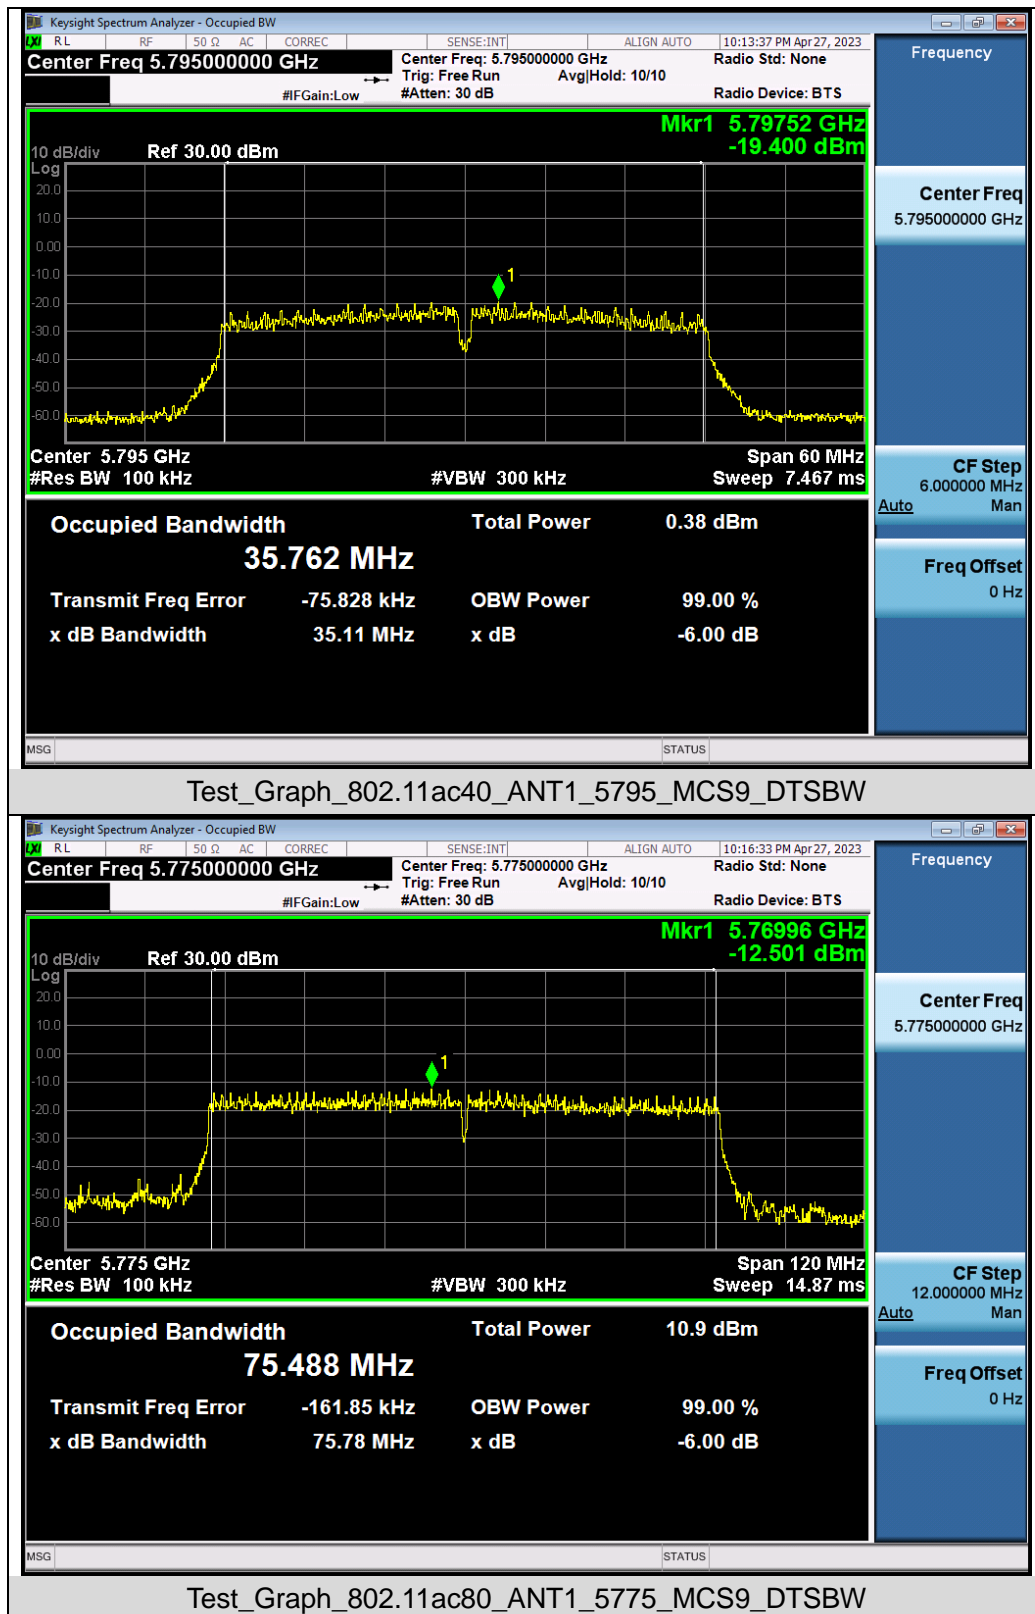 Keysight Spectrum Analyzer - Occupied BW
LXI RL RF 50 Ω AC CORREC SENSE:INT ALIGN AUTO 10:13:37 PM Apr 27, 2023
Center Freq 5.795000000 GHz Center Freq: 5.795000000 GHz Radio Std: None
Trig: Free Run Avg|Hold: 10/10
#IFGain:Low #Atten: 30 dB Radio Device: BTS
Mkr1 5.79752 GHz
10 dB/div Ref 30.00 dBm -19.400 dBm
Log
20.0
10.0
0.00
-10.0
1
-20.0
-30.0
-40.0
-50.0
-60.0
Center 5.795 GHz Span 60 MHz
#Res BW 100 kHz #VBW 300 kHz Sweep 7.467 ms
Occupied Bandwidth Total Power 0.38 dBm
35.762 MHz
Transmit Freq Error -75.828 kHz OBW Power 99.00 %
x dB Bandwidth 35.11 MHz x dB -6.00 dB
MSG STATUS
Frequency
Center Freq
5.795000000 GHz
CF Step
6.000000 MHz
Auto Man
Freq Offset
0 Hz
Test_Graph_802.11ac40_ANT1_5795_MCS9_DTSBW
Keysight Spectrum Analyzer - Occupied BW
LXI RL RF 50 Ω AC CORREC SENSE:INT ALIGN AUTO 10:16:33 PM Apr 27, 2023
Center Freq 5.775000000 GHz Center Freq: 5.775000000 GHz Radio Std: None
Trig: Free Run Avg|Hold: 10/10
#IFGain:Low #Atten: 30 dB Radio Device: BTS
Mkr1 5.76996 GHz
10 dB/div Ref 30.00 dBm -12.501 dBm
Log
20.0
10.0
0.00
1
-10.0
-20.0
-30.0
-40.0
-50.0
-60.0
Center 5.775 GHz Span 120 MHz
#Res BW 100 kHz #VBW 300 kHz Sweep 14.87 ms
Occupied Bandwidth Total Power 10.9 dBm
75.488 MHz
Transmit Freq Error -161.85 kHz OBW Power 99.00 %
x dB Bandwidth 75.78 MHz x dB -6.00 dB
MSG STATUS
Frequency
Center Freq
5.775000000 GHz
CF Step
12.000000 MHz
Auto Man
Freq Offset
0 Hz
Test_Graph_802.11ac80_ANT1_5775_MCS9_DTSBW